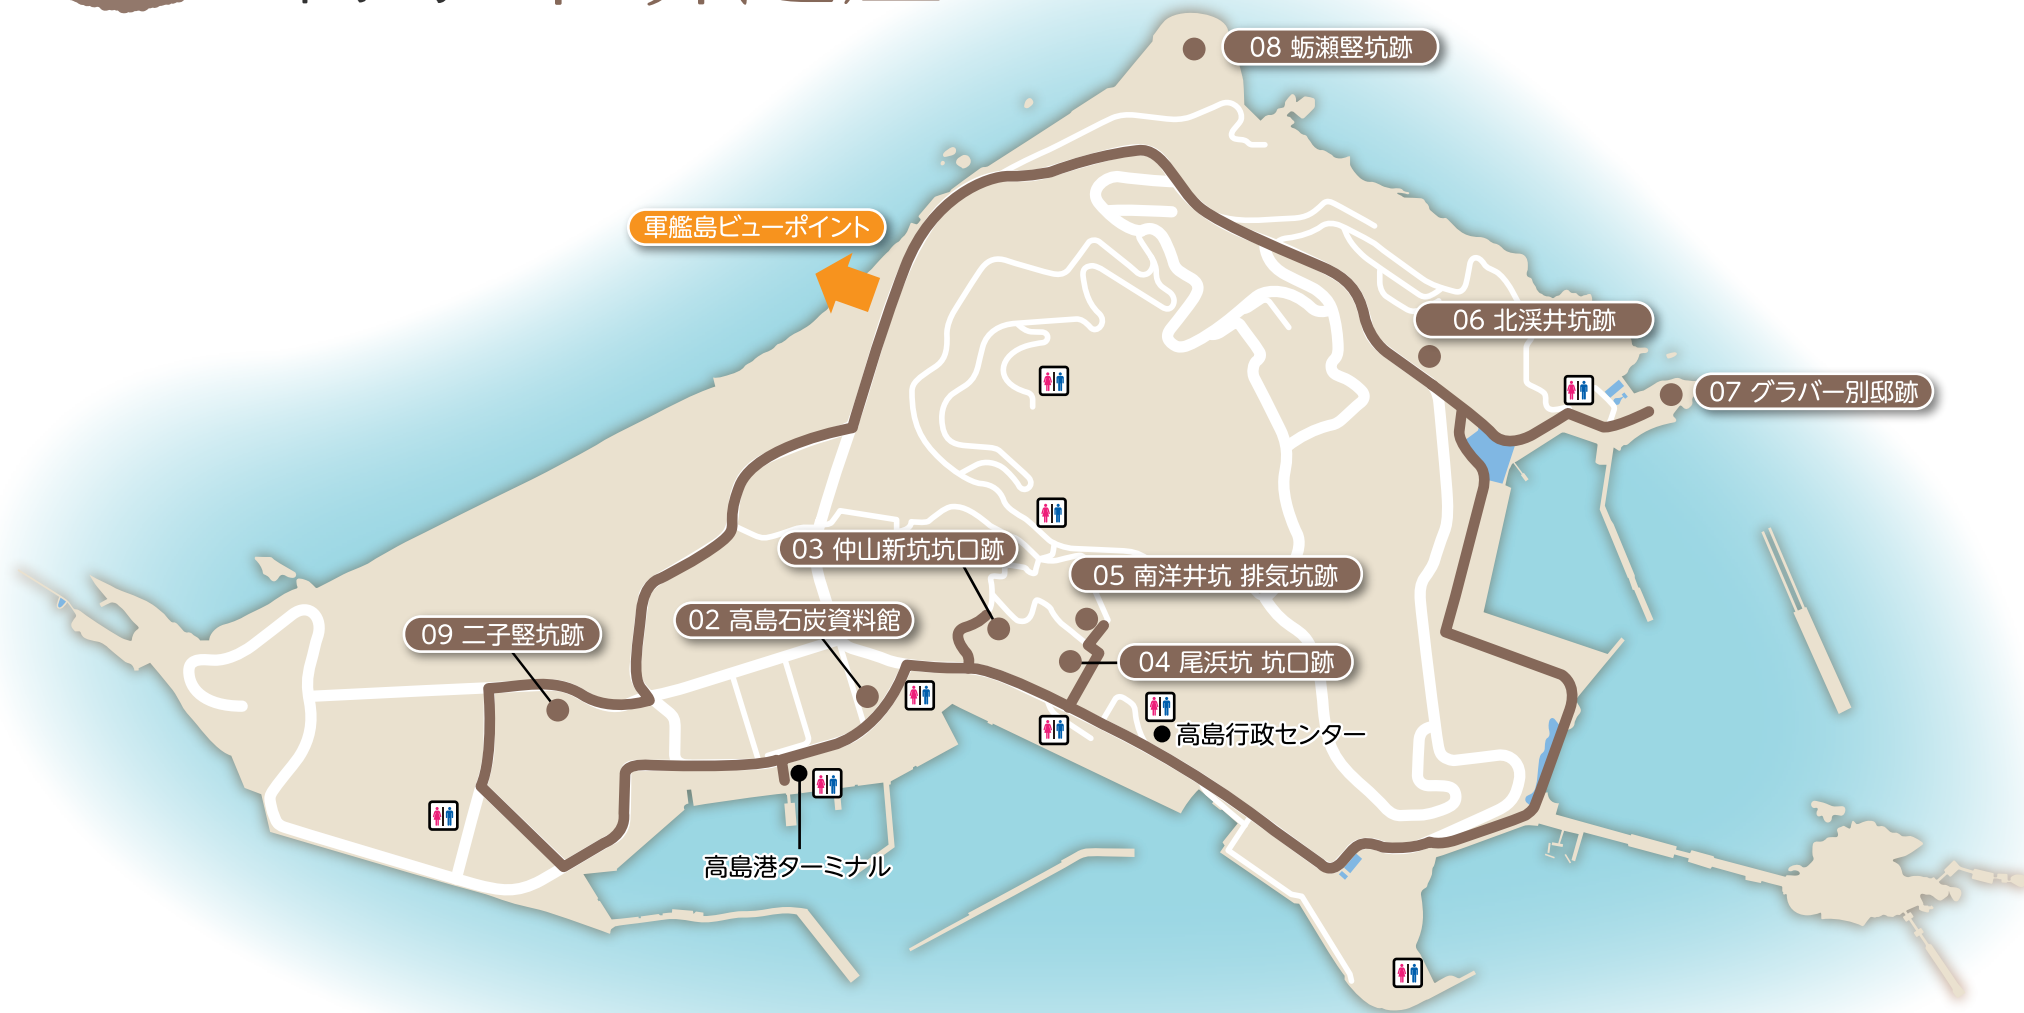 08 蛎瀬竪坑跡
軍艦島ビューポイント
06 北渓井坑跡
07 グラバー別邸跡
03 仲山新坑坑口跡
05 南洋井坑 排気坑跡
02 高島石炭資料館
09 二子竪坑跡
04 尾浜坑 坑口跡
高島行政センター
高島港ターミナル